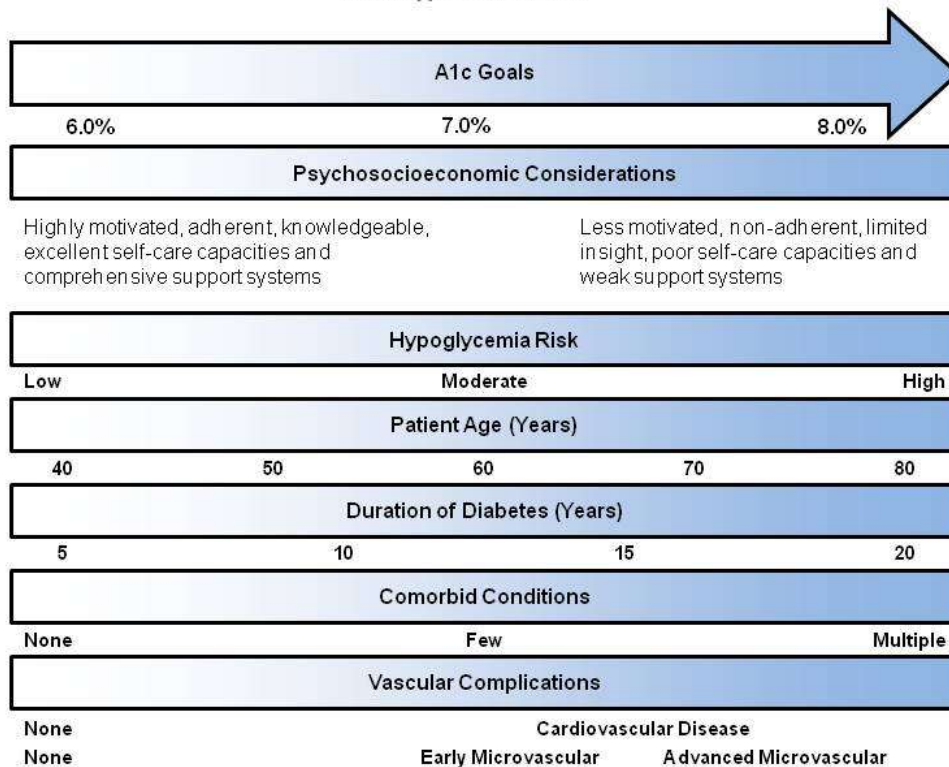 A1c Goals
6.0% 7.0% 8.0%
Psychosocioeconomic Considerations
Highly motivated, adherent, knowledgeable,
excellent self-care capacities and
comprehensive support systems
Less motivated, non-adherent, limited
insight, poor self-care capacities and
weak support systems
Hypoglycemia Risk
Low Moderate High
Patient Age (Years)
40 50 60 70 80
Duration of Diabetes (Years)
5 10 15 20
Comorbid Conditions
None Few Multiple
Vascular Complications
None Cardiovascular Disease
None Early Microvascular Advanced Microvascular